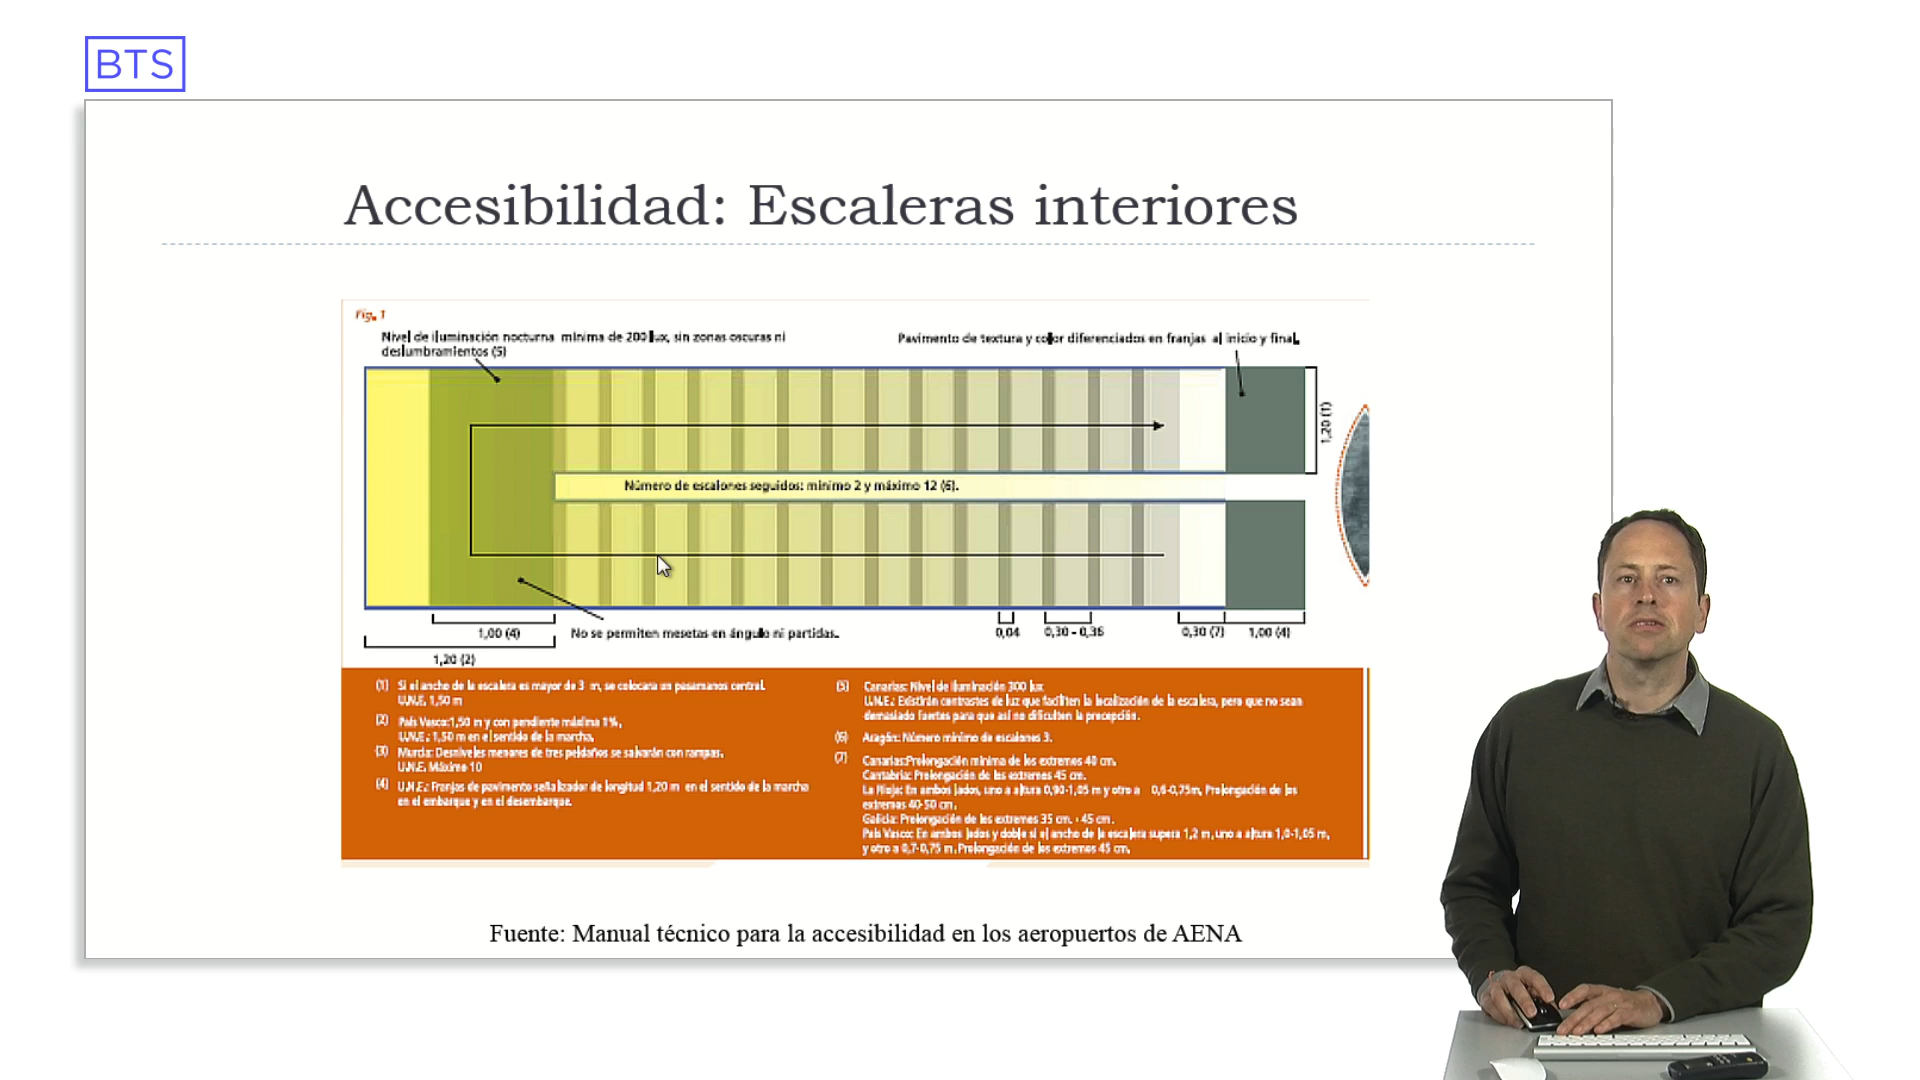 BTS
Accesibilidad: Escaleras interiores
Fig. 1
Nivel de iluminación nocturna mínima de 200 lux, sin zonas oscuras ni
deslumbramientos (5)
Pavimento de textura y color diferenciados en franjas al inicio y final.
1,20 (1)
Número de escalones seguidos: mínimo 2 y máximo 12 (6).
1,00 (4)
No se permiten mesetas en ángulo ni partidas.
0,04
0,30 - 0,36
0,30 (7)
1,00 (4)
1,20 (2)
(1) Si el ancho de la escalera es mayor de 3 m, se colocara un pasamanos central.
U.N.E. 1,50 m
(2) País Vasco:1,50 m y con pendiente máxima 1%.
U.N.E.: 1,50 m en el sentido de la marcha.
(3) Murcia: Desniveles menores de tres peldaños se salvarán con rampas.
U.N.E. Máximo 10
(4) U.N.E.: Franjas de pavimento señalizador de longitud 1,20 m en el sentido de la marcha
en el embarque y en el desembarque.
(5) Canarias: Nivel de iluminación 300 lux
U.N.E.: Existirán contrastes de luz que faciliten la localización de la escalera, pero que no sean
demasiado fuertes para que así no dificulten la precepción.
(6) Aragón: Número mínimo de escalones 3.
(7) Canarias:Prolongación mínima de los extremos 40 cm.
Cantabria: Prolongación de los extremos 45 cm.
La Rioja: En ambos lados, uno a altura 0,90-1,05 m y otro a 0,6-0,75m, Prolongación de los
extremos 40-50 cm.
Galicia: Prolongación de los extremos 35 cm. - 45 cm.
País Vasco: En ambos lados y doble si el ancho de la escalera supera 1,2 m, uno a altura 1,0-1,05 m,
y otro a 0,7-0,75 m. Prolongación de los extremos 45 cm.
Fuente: Manual técnico para la accesibilidad en los aeropuertos de AENA